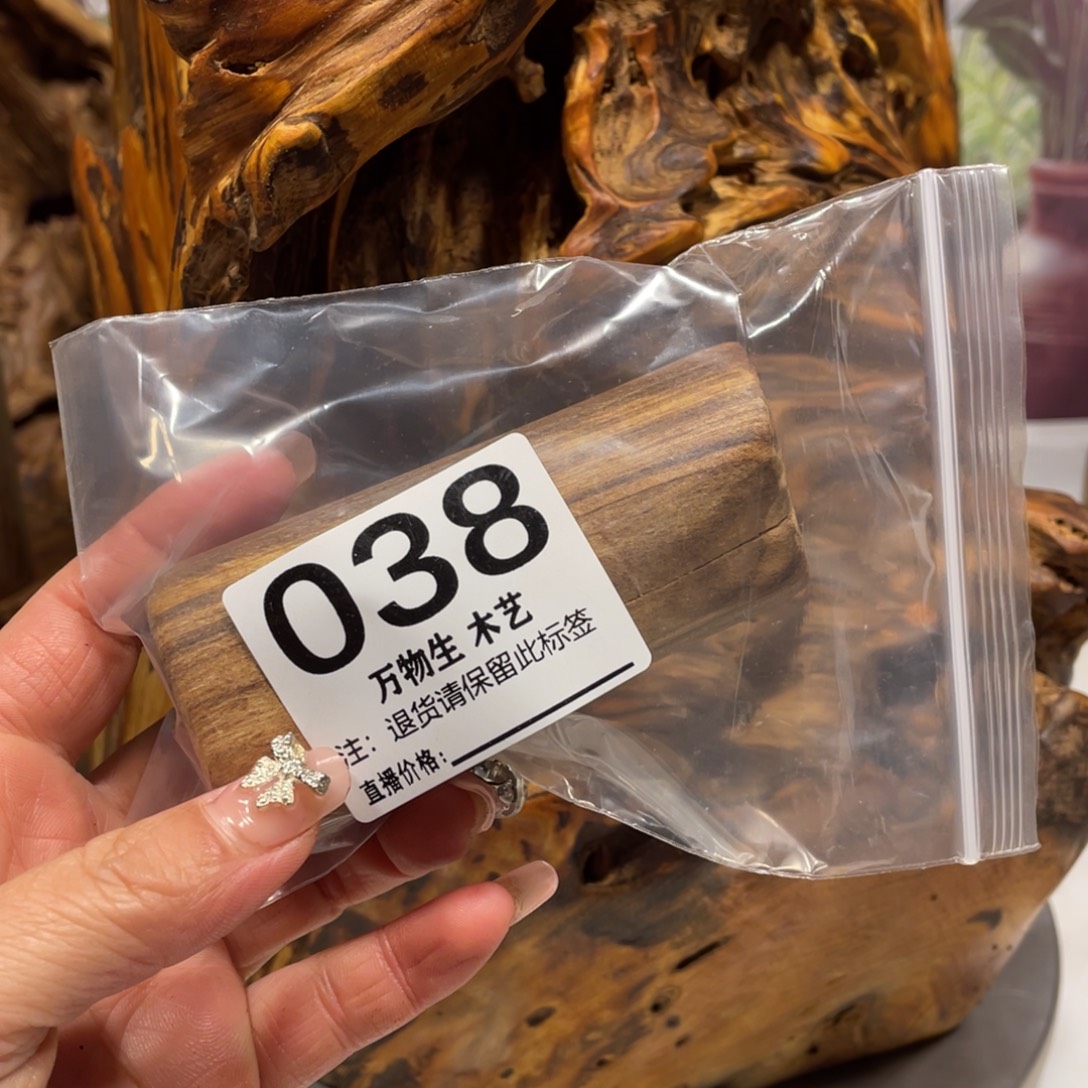 038
万物生 木艺
注：退货请保留此标签
直播价格：